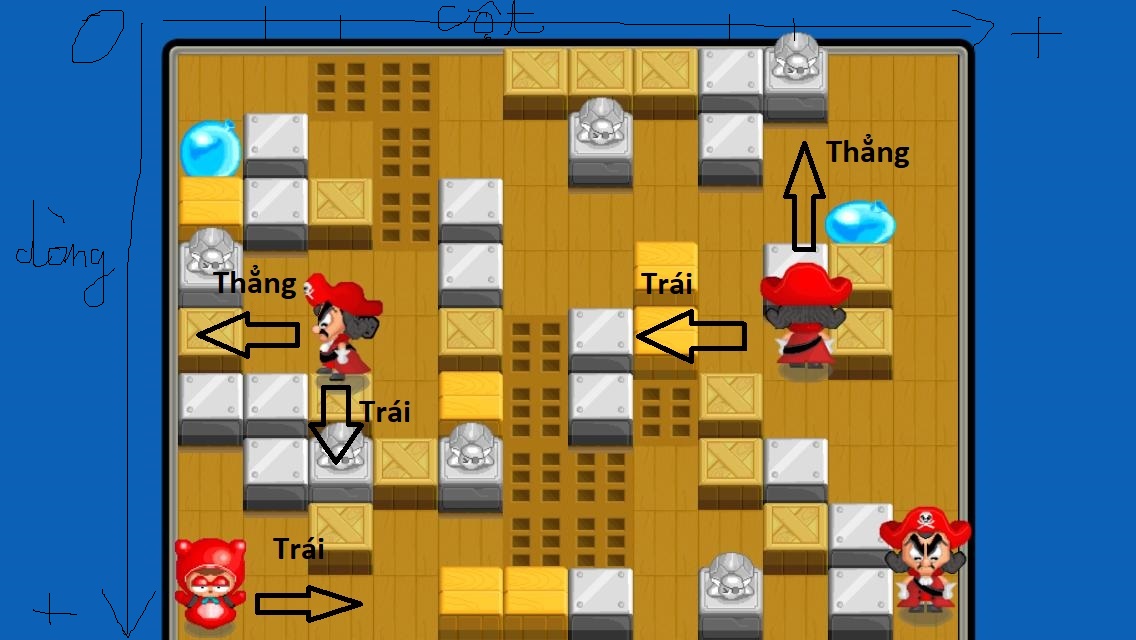 O
cột
+
Thẳng
dòng
Thẳng
Trái
Trái
Trái
+